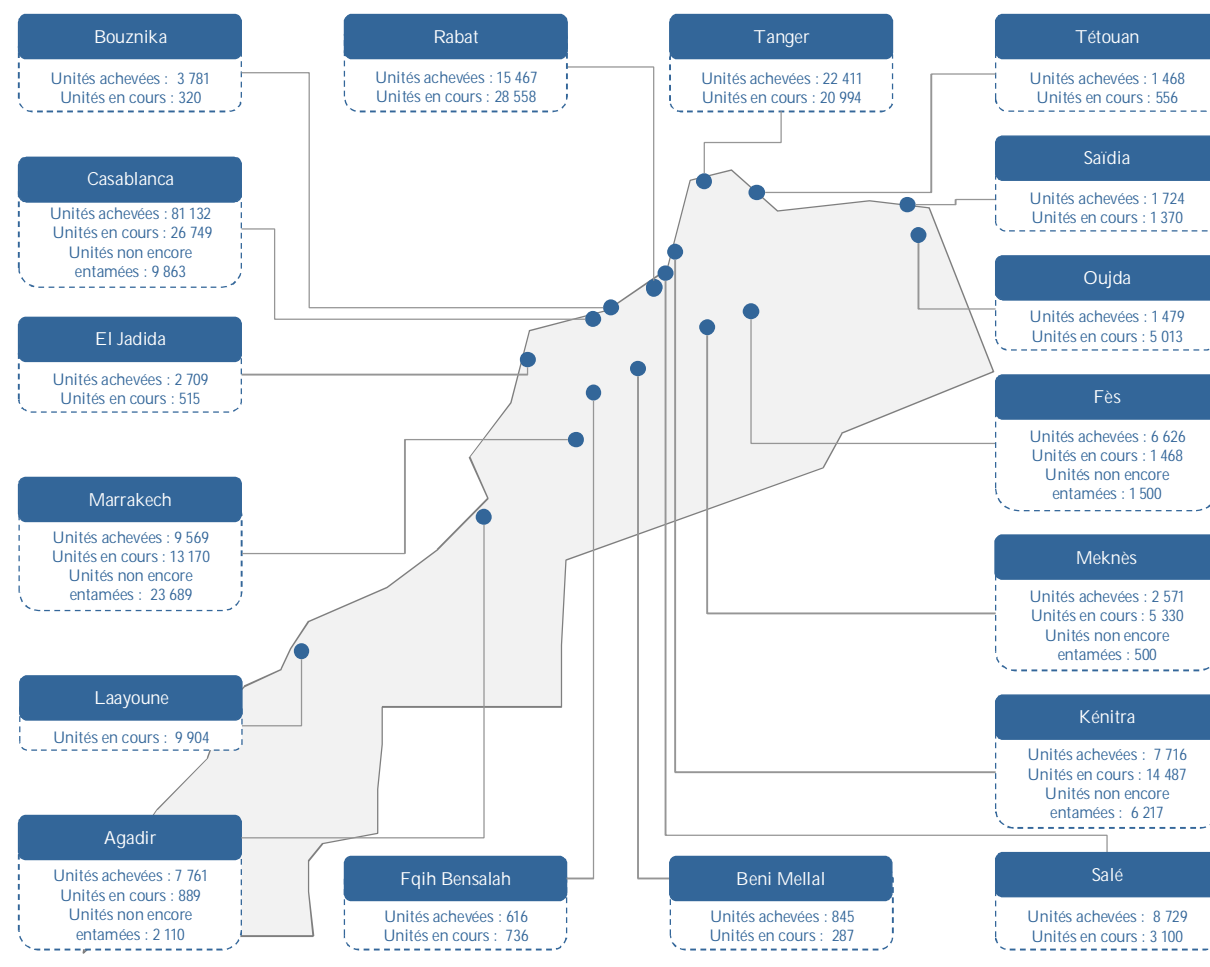 Bouznika
Unités achevées : 3 781
Unités en cours : 320
Rabat
Unités achevées : 15 467
Unités en cours : 28 558
Tanger
Unités achevées : 22 411
Unités en cours : 20 994
Tétouan
Unités achevées : 1 468
Unités en cours : 556
Casablanca
Unités achevées : 81 132
Unités en cours : 26 749
Unités non encore
entamées : 9 863
Saïdia
Unités achevées : 1 724
Unités en cours : 1 370
Oujda
Unités achevées : 1 479
Unités en cours : 5 013
El Jadida
Unités achevées : 2 709
Unités en cours : 515
Fès
Unités achevées : 6 626
Unités en cours : 1 468
Unités non encore
entamées : 1 500
Marrakech
Unités achevées : 9 569
Unités en cours : 13 170
Unités non encore
entamées : 23 689
Meknès
Unités achevées : 2 571
Unités en cours : 5 330
Unités non encore
entamées : 500
Laayoune
Unités en cours : 9 904
Kénitra
Unités achevées : 7 716
Unités en cours : 14 487
Unités non encore
entamées : 6 217
Agadir
Unités achevées : 7 761
Unités en cours : 889
Unités non encore
entamées : 2 110
Fqih Bensalah
Unités achevées : 616
Unités en cours : 736
Beni Mellal
Unités achevées : 845
Unités en cours : 287
Salé
Unités achevées : 8 729
Unités en cours : 3 100